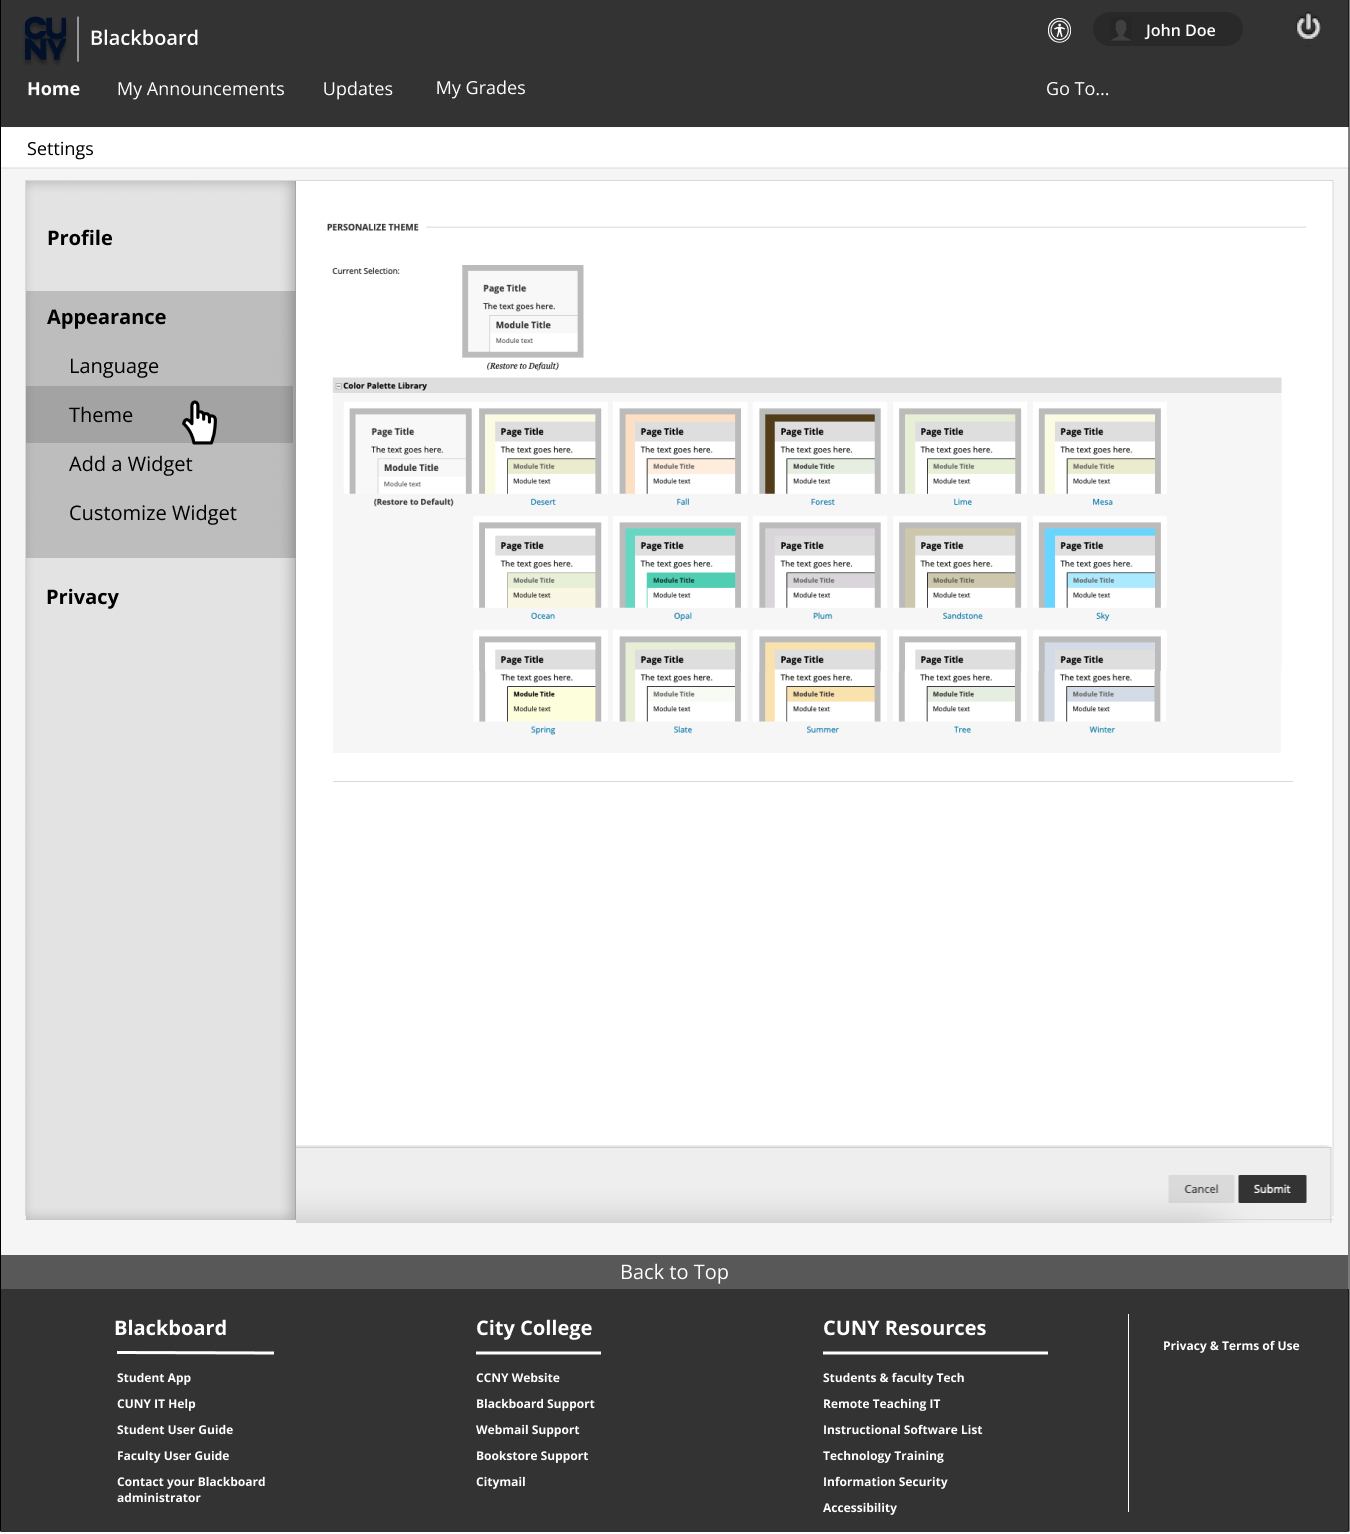 CUNY
Blackboard
John Doe
Home
My Announcements
Updates
My Grades
Go To...
Settings
Profile
Appearance
Language
Theme
Add a Widget
Customize Widget
Privacy
PERSONALIZE THEME
Current Selection:
Page Title
The text goes here.
Module Title
Module text
(Restore to Default)
Color Palette Library
Page Title
The text goes here.
Module Title
Module text
(Restore to Default)
Page Title
The text goes here.
Module Title
Module text
Desert
Page Title
The text goes here.
Module Title
Module text
Fall
Page Title
The text goes here.
Module Title
Module text
Forest
Page Title
The text goes here.
Module Title
Module text
Lime
Page Title
The text goes here.
Module Title
Module text
Mesa
Page Title
The text goes here.
Module Title
Module text
Ocean
Page Title
The text goes here.
Module Title
Module text
Opal
Page Title
The text goes here.
Module Title
Module text
Plum
Page Title
The text goes here.
Module Title
Module text
Sandstone
Page Title
The text goes here.
Module Title
Module text
Sky
Page Title
The text goes here.
Module Title
Module text
Spring
Page Title
The text goes here.
Module Title
Module text
Slate
Page Title
The text goes here.
Module Title
Module text
Summer
Page Title
The text goes here.
Module Title
Module text
Tree
Page Title
The text goes here.
Module Title
Module text
Winter
Cancel
Submit
Back to Top
Blackboard
Student App
CUNY IT Help
Student User Guide
Faculty User Guide
Contact your Blackboard
administrator
City College
CCNY Website
Blackboard Support
Webmail Support
Bookstore Support
Citymail
CUNY Resources
Students & faculty Tech
Remote Teaching IT
Instructional Software List
Technology Training
Information Security
Accessibility
Privacy & Terms of Use